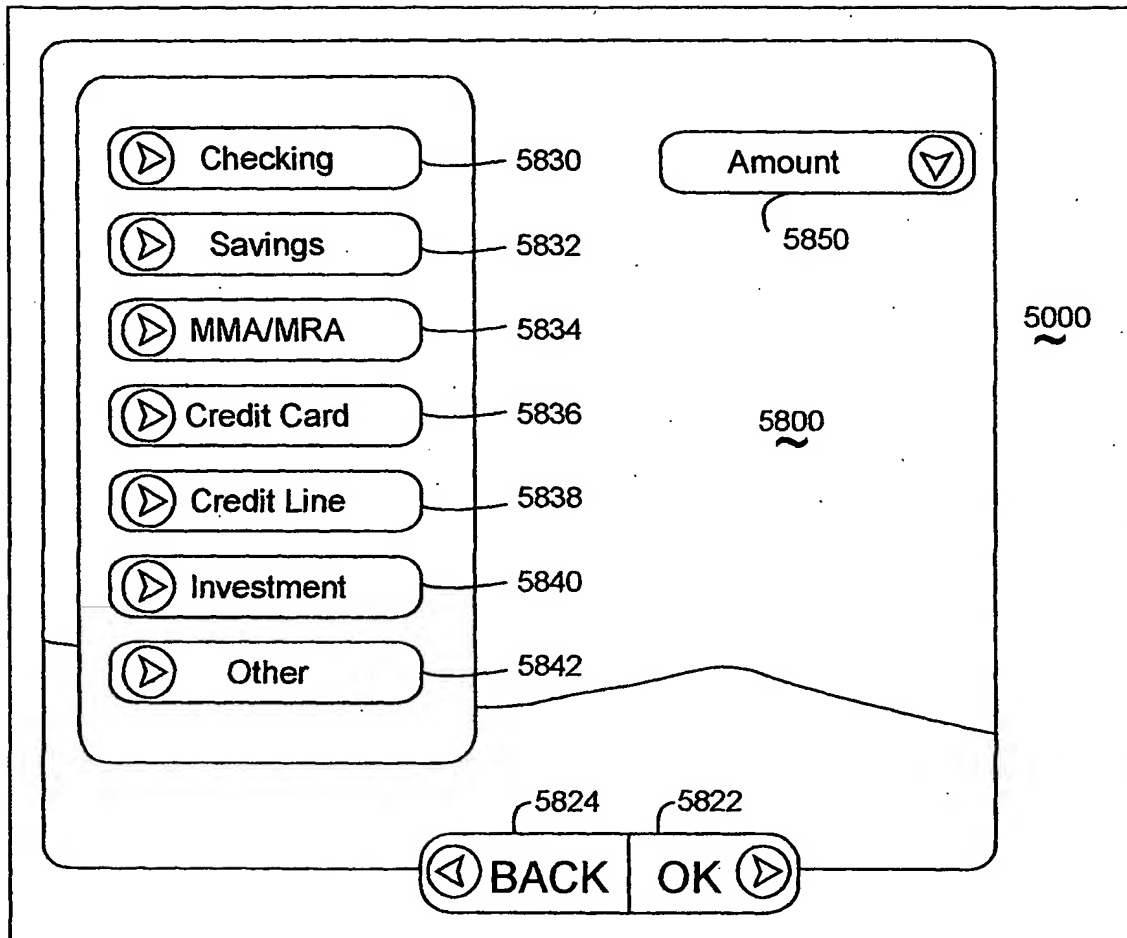 Checking 5830
Savings 5832
MMA/MRA 5834
Credit Card 5836
Credit Line 5838
Investment 5840
Other 5842
Amount
5850
5000
5800
5824 5822
BACK OK